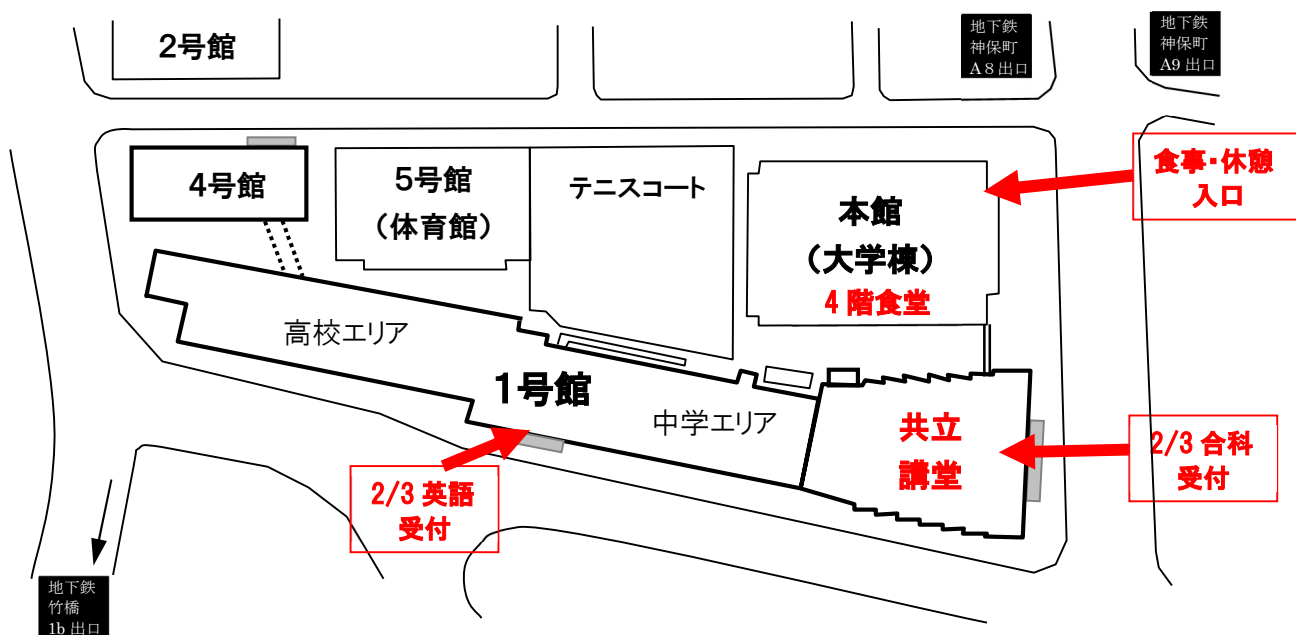 2号館
地下鉄
神保町
A8出口
地下鉄
神保町
A9 出口
4号館
5号館
（体育館）
テニスコート
本館
（大学棟）
4 階食堂
食事・休憩
入口
高校エリア
1号館
中学エリア
共立
講堂
2/3 英語
受付
2/3 合科
受付
地下鉄
竹橋
1b 出口